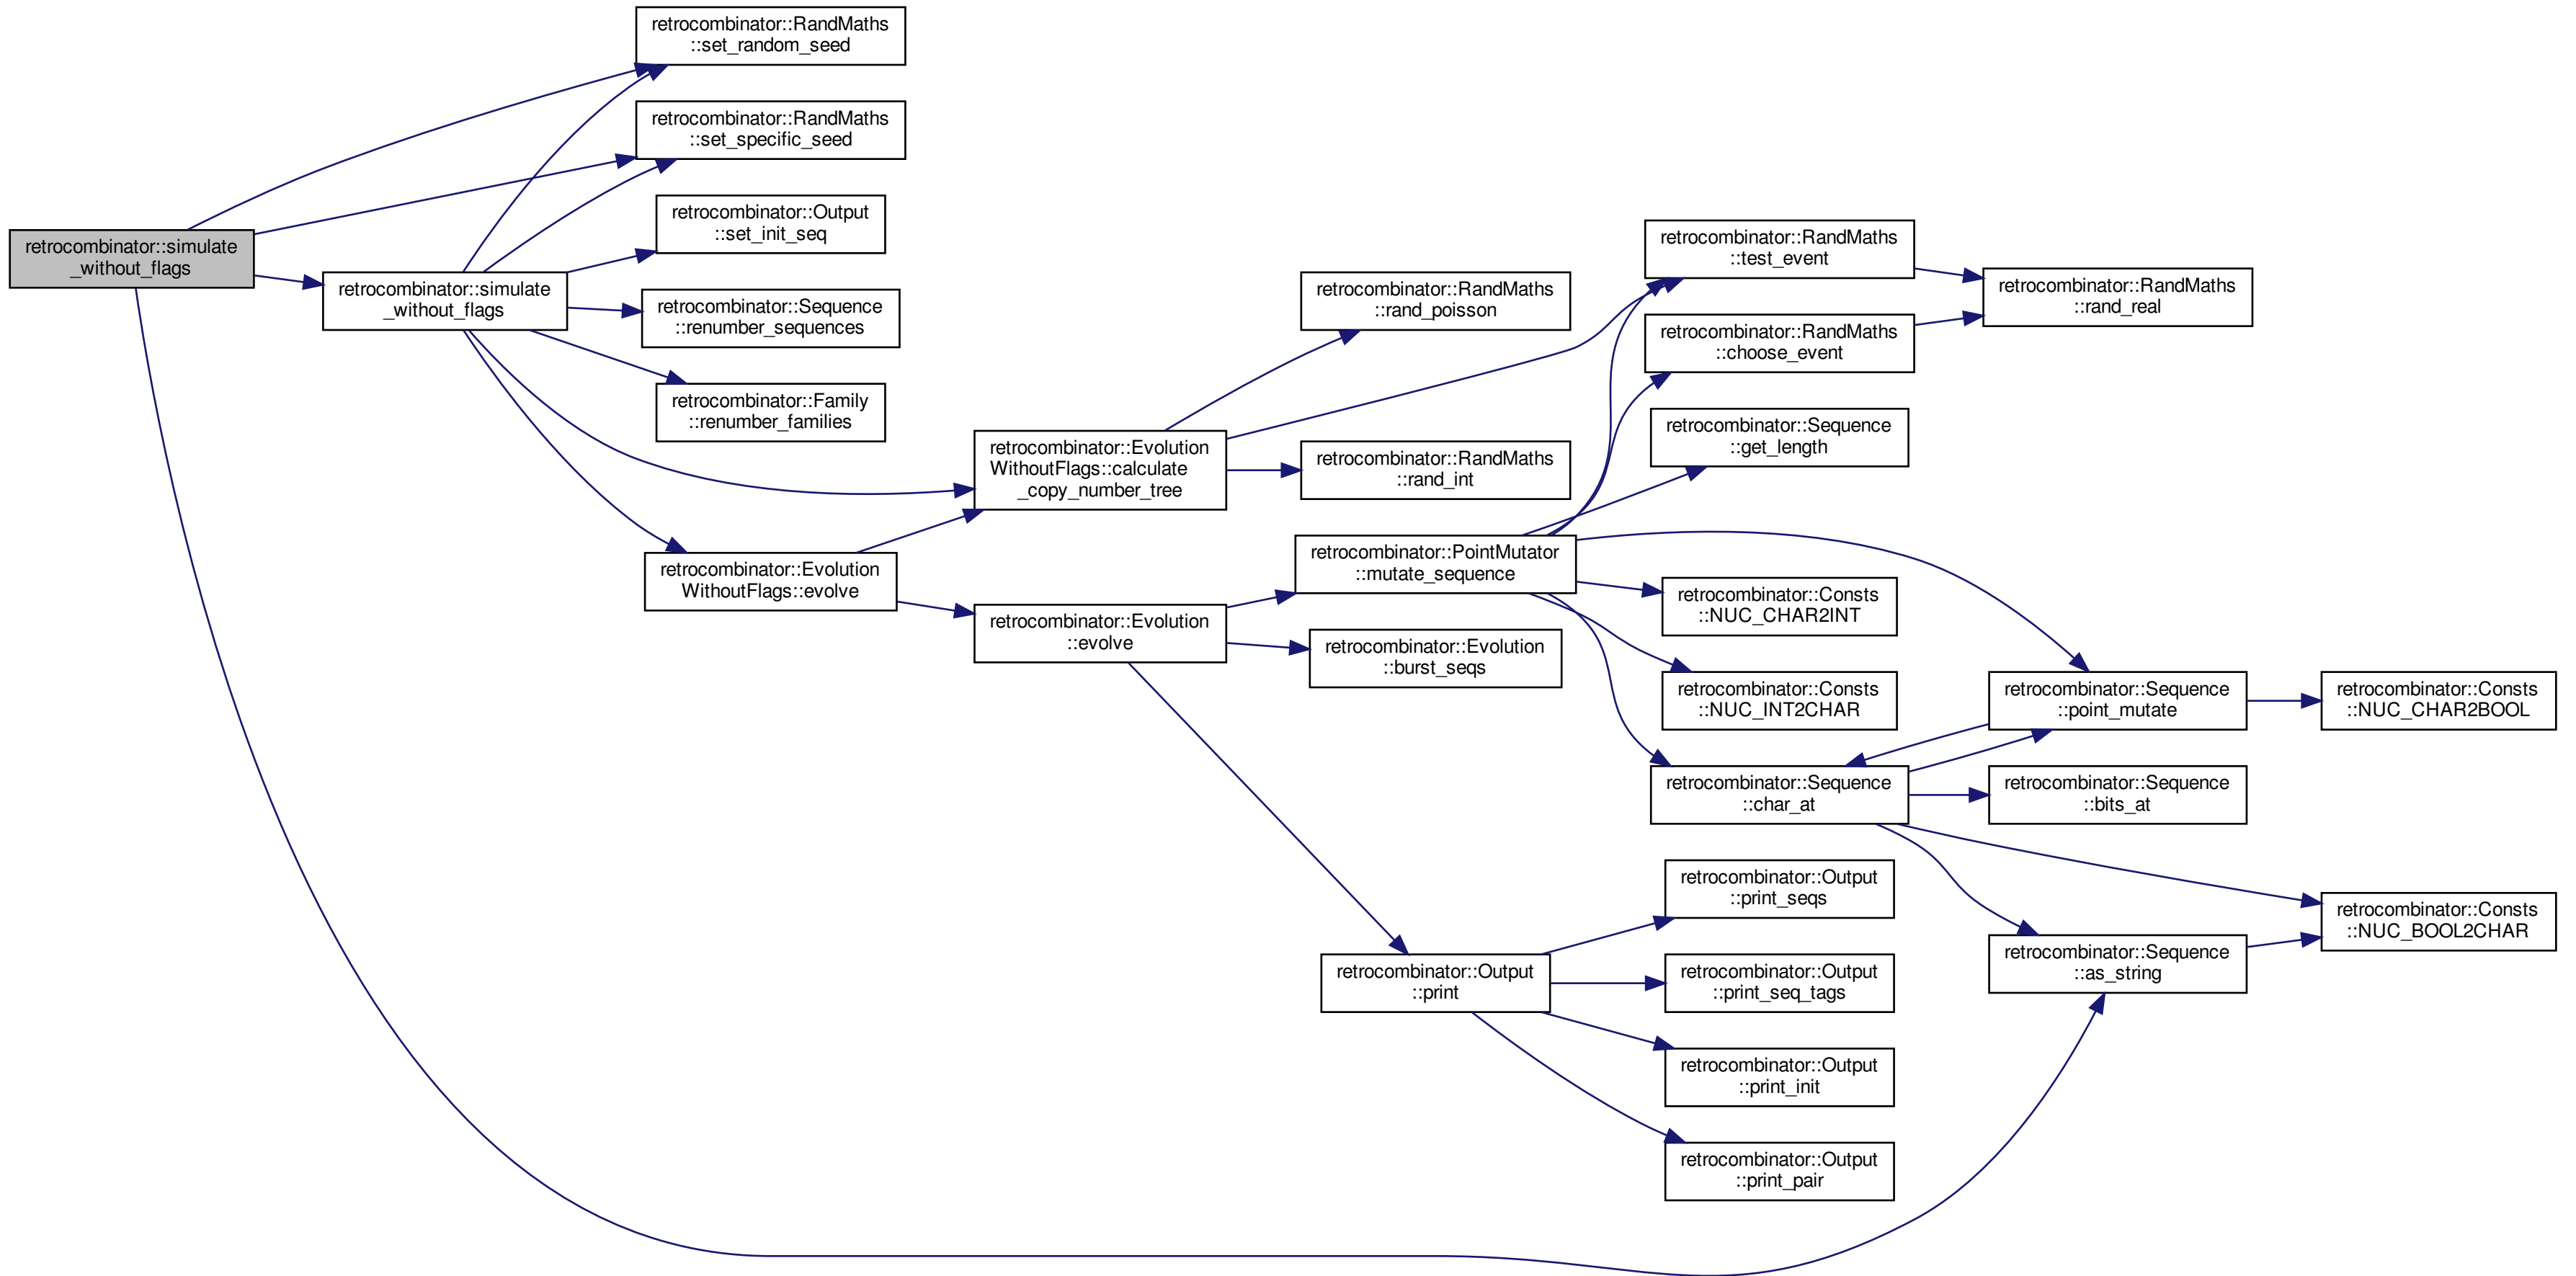 retrocombinator::simulate
_without_flags
retrocombinator::simulate
_without_flags
retrocombinator::RandMaths
::set_random_seed
retrocombinator::RandMaths
::set_specific_seed
retrocombinator::Output
::set_init_seq
retrocombinator::Sequence
::renumber_sequences
retrocombinator::Family
::renumber_families
retrocombinator::Evolution
WithoutFlags::evolve
retrocombinator::Evolution
WithoutFlags::calculate
_copy_number_tree
retrocombinator::Evolution
::evolve
retrocombinator::RandMaths
::rand_poisson
retrocombinator::RandMaths
::rand_int
retrocombinator::PointMutator
::mutate_sequence
retrocombinator::Evolution
::burst_seqs
retrocombinator::Output
::print
retrocombinator::RandMaths
::test_event
retrocombinator::RandMaths
::choose_event
retrocombinator::Sequence
::get_length
retrocombinator::Consts
::NUC_CHAR2INT
retrocombinator::Consts
::NUC_INT2CHAR
retrocombinator::Sequence
::char_at
retrocombinator::Output
::print_seqs
retrocombinator::Output
::print_seq_tags
retrocombinator::Output
::print_init
retrocombinator::Output
::print_pair
retrocombinator::RandMaths
::rand_real
retrocombinator::Sequence
::point_mutate
retrocombinator::Sequence
::bits_at
retrocombinator::Sequence
::as_string
retrocombinator::Consts
::NUC_CHAR2BOOL
retrocombinator::Consts
::NUC_BOOL2CHAR